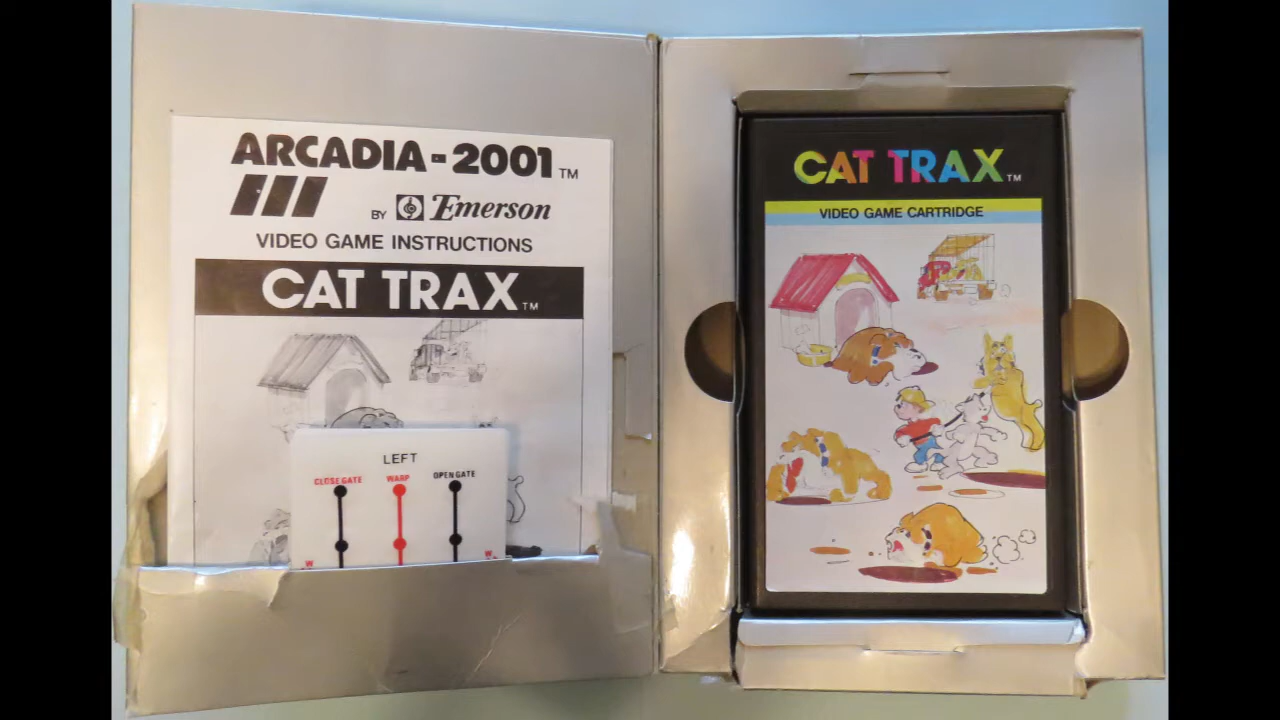 ARCADIA-2001 TM
BY Emerson
VIDEO GAME INSTRUCTIONS
CAT TRAX TM
LEFT
CLOSE GATE WARP OPEN GATE
W W
CAT TRAX TM
VIDEO GAME CARTRIDGE